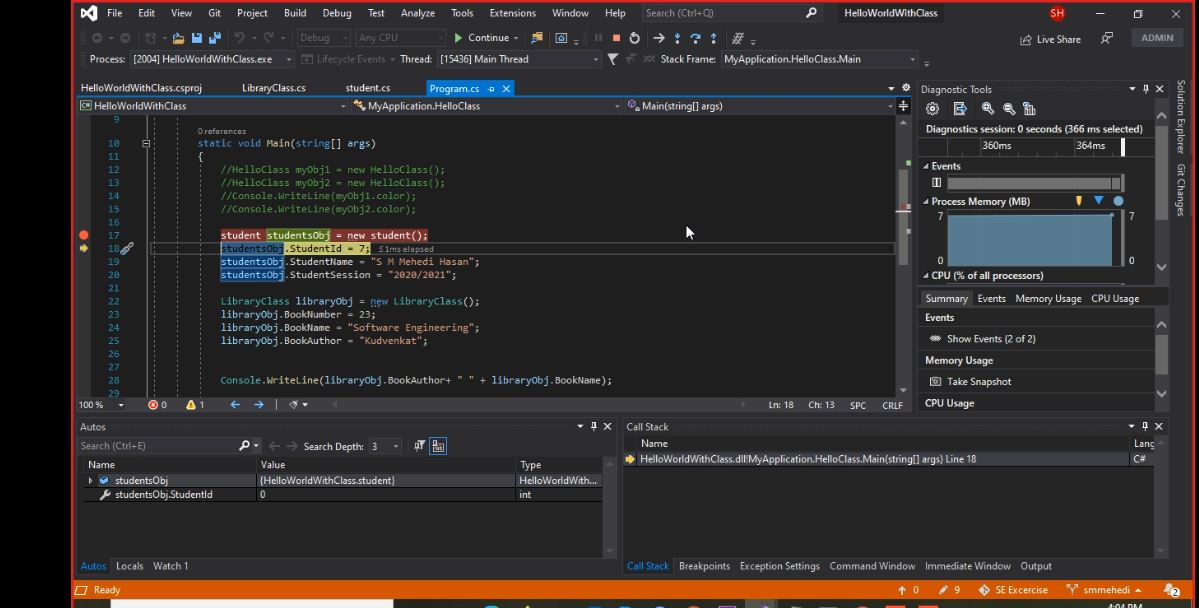 File Edit View Git Project Build Debug Test Analyze Tools Extensions Window Help Search (Ctrl+Q) HelloWorldWithClass SH
Debug Any CPU Continue Live Share ADMIN
Process: [2004] HelloWorldWithClass.exe Lifecycle Events Thread: [15436] Main Thread Stack Frame: MyApplication.HelloClass.Main
HelloWorldWithClass.csproj LibraryClass.cs student.cs Program.cs
HelloWorldWithClass MyApplication.HelloClass Main(string[] args)
9
0 references
10 static void Main(string[] args)
11 {
12 //HelloClass myObj1 = new HelloClass();
13 //HelloClass myObj2 = new HelloClass();
14 //Console.WriteLine(myObj1.color);
15 //Console.WriteLine(myObj2.color);
16
17 student studentsObj = new student();
18 studentsObj.StudentId = 7; ≤1ms elapsed
19 studentsObj.StudentName = "S M Mehedi Hasan";
20 studentsObj.StudentSession = "2020/2021";
21
22 LibraryClass libraryObj = new LibraryClass();
23 libraryObj.BookNumber = 23;
24 libraryObj.BookName = "Software Engineering";
25 libraryObj.BookAuthor = "Kudvenkat";
26
27
28 Console.WriteLine(libraryObj.BookAuthor+ " " + libraryObj.BookName);
29
100 % 0 1 Ln: 18 Ch: 13 SPC CRLF
Diagnostic Tools
Diagnostics session: 0 seconds (366 ms selected)
360ms 364ms
Events
Process Memory (MB)
7 7
0 0
CPU (% of all processors)
Summary Events Memory Usage CPU Usage
Events
Show Events (2 of 2)
Memory Usage
Take Snapshot
CPU Usage
Solution Explorer
Git Changes
Autos
Search (Ctrl+E) Search Depth: 3
Name Value Type
studentsObj {HelloWorldWithClass.student} HelloWorldWith...
studentsObj.StudentId 0 int
Autos Locals Watch 1
Call Stack
Name Lang
HelloWorldWithClass.dll!MyApplication.HelloClass.Main(string[] args) Line 18 C#
Call Stack Breakpoints Exception Settings Command Window Immediate Window Output
Ready 0 9 SE Excercise smmehedi 2
4:04 PM